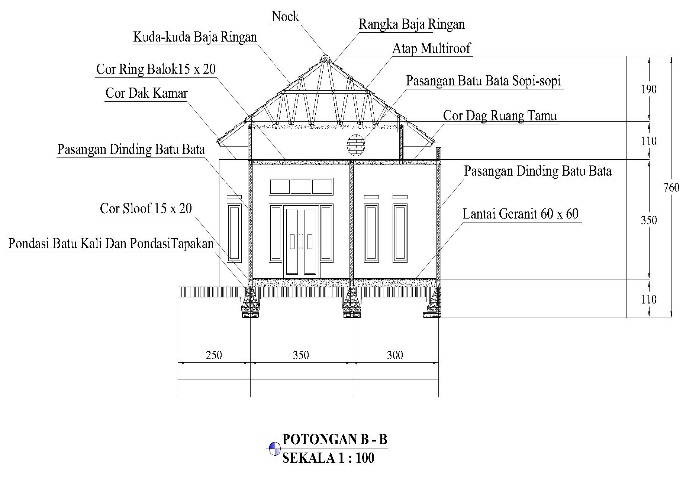 Nock
Rangka Baja Ringan
Kuda-kuda Baja Ringan
Atap Multiroof
Cor Ring Balok15 x 20
Pasangan Batu Bata Sopi-sopi
190
Cor Dak Kamar
Cor Dag Ruang Tamu
110
Pasangan Dinding Batu Bata
Pasangan Dinding Batu Bata
760
Cor Sloof 15 x 20
Lantai Geranit 60 x 60
350
Pondasi Batu Kali Dan PondasiTapakan
110
250
350
300
POTONGAN B - B
SEKALA 1 : 100